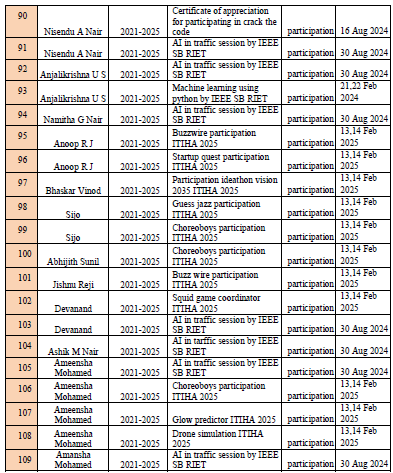 90 Nisendu A Nair 2021-2025 Certificate of appreciation for participating in crack the code participation 16 Aug 2024
91 Nisendu A Nair 2021-2025 AI in traffic session by IEEE SB RIET participation 30 Aug 2024
92 Anjalikrishna U S 2021-2025 AI in traffic session by IEEE SB RIET participation 30 Aug 2024
93 Anjalikrishna U S 2021-2025 Machine learning using python by IEEE SB RIET participation 21,22 Feb 2024
94 Namitha G Nair 2021-2025 AI in traffic session by IEEE SB RIET participation 30 Aug 2024
95 Anoop R J 2021-2025 Buzzwire participation ITIHA 2025 participation 13,14 Feb 2025
96 Anoop R J 2021-2025 Startup quest participation ITIHA 2025 participation 13,14 Feb 2025
97 Bhaskar Vinod 2021-2025 Participation ideathon vision 2035 ITIHA 2025 participation 13,14 Feb 2025
98 Sijo 2021-2025 Guess jazz participation ITIHA 2025 participation 13,14 Feb 2025
99 Sijo 2021-2025 Choreoboys participation ITIHA 2025 participation 13,14 Feb 2025
100 Abhijith Sunil 2021-2025 Choreoboys participation ITIHA 2025 participation 13,14 Feb 2025
101 Jishnu Reji 2021-2025 Buzz wire participation ITIHA 2025 participation 13,14 Feb 2025
102 Devanand 2021-2025 Squid game coordinator ITIHA 2025 participation 13,14 Feb 2025
103 Devanand 2021-2025 AI in traffic session by IEEE SB RIET participation 30 Aug 2024
104 Ashik M Nair 2021-2025 AI in tarffic session by IEEE SB RIET participation 30 Aug 2024
105 Ameensha Mohamed 2021-2025 AI in traffic session by IEEE SB RIET participation 30 Aug 2024
106 Ameensha Mohamed 2021-2025 Choreoboys participation ITIHA 2025 participation 13,14 Feb 2025
107 Ameensha Mohamed 2021-2025 Glow predictor ITIHA 2025 participation 13,14 Feb 2025
108 Ameensha Mohamed 2021-2025 Drone simulation ITIHA 2025 participation 13,14 Feb 2025
109 Amansha Mohamed 2021-2025 AI in traffic session by IEEE SB RIET participation 30 Aug 2024